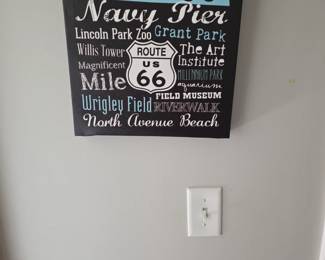 Navy Pier
Lincoln Park Zoo Grant Park
Willis Tower
Magnificent
Mile
ROUTE
US
66
The Art
Institute
MILLENNIUM PARK
aquarium
Wrigley Field
FIELD MUSEUM
RIVERWALK
North Avenue Beach